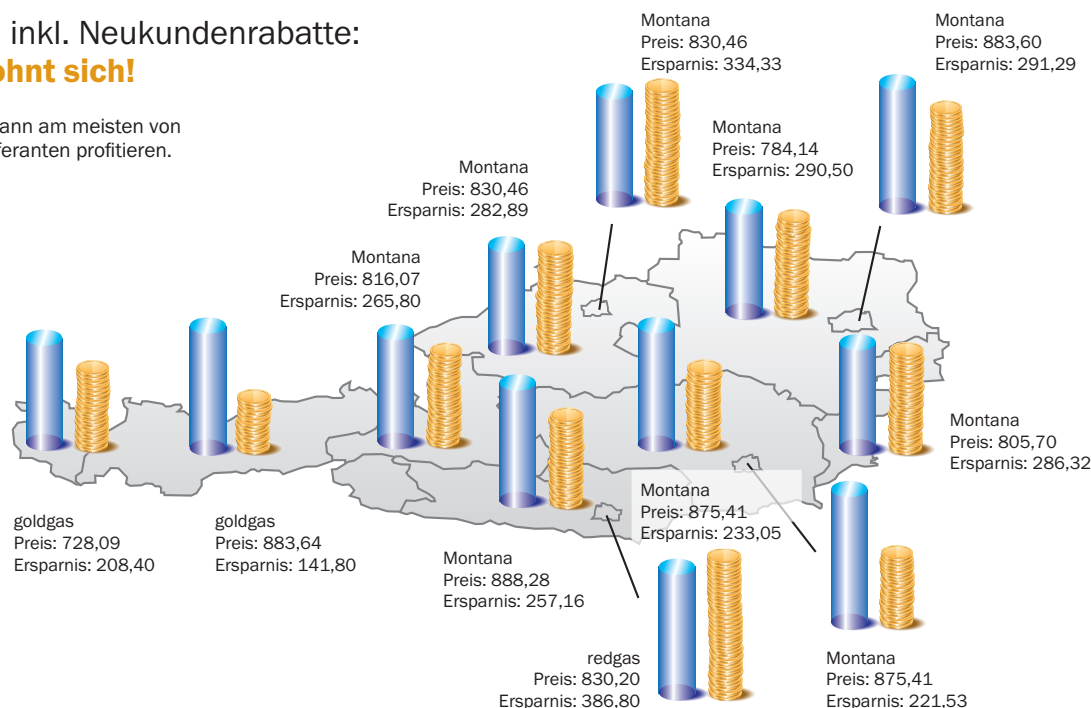 inkl. Neukundenrabatte:
sich!
am meisten von
profitieren.
Montana
Preis: 830,46
Ersparnis: 334,33
Montana
Preis: 883,60
Ersparnis: 291,29
Montana
Preis: 784,14
Ersparnis: 290,50
Montana
Preis: 830,46
Ersparnis: 282,89
Montana
Preis: 816,07
Ersparnis: 265,80
Montana
Preis: 805,70
Ersparnis: 286,32
goldgas
Preis: 728,09
Ersparnis: 208,40
goldgas
Preis: 883,64
Ersparnis: 141,80
Montana
Preis: 888,28
Ersparnis: 257,16
Montana
Preis: 875,41
Ersparnis: 233,05
redgas
Preis: 830,20
Ersparnis: 386,80
Montana
Preis: 875,41
Ersparnis: 221,53